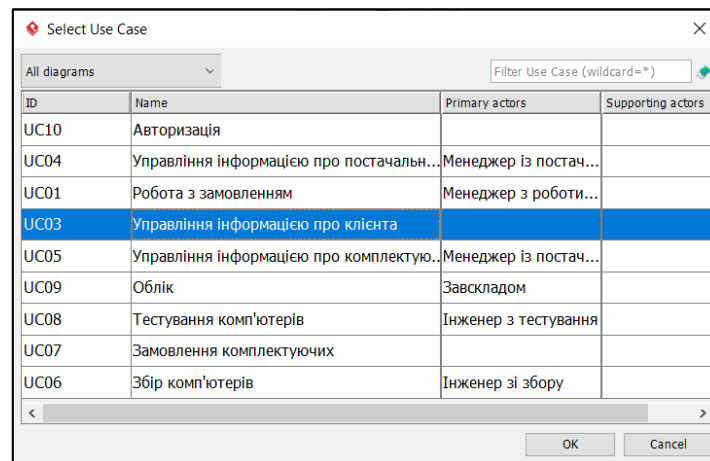 Select Use Case
All diagrams
Filter Use Case (wildcard=*)
ID Name Primary actors Supporting actors
UC10 Авторизація
UC04 Управління інформацією про постачальн... Менеджер із постач...
UC01 Робота з замовленням Менеджер з роботи...
UC03 Управління інформацією про клієнта
UC05 Управління інформацією про комплектую... Менеджер із постач...
UC09 Облік Завскладом
UC08 Тестування комп'ютерів Інженер з тестування
UC07 Замовлення комплектуючих
UC06 Збір комп'ютерів Інженер зі збору
OK Cancel